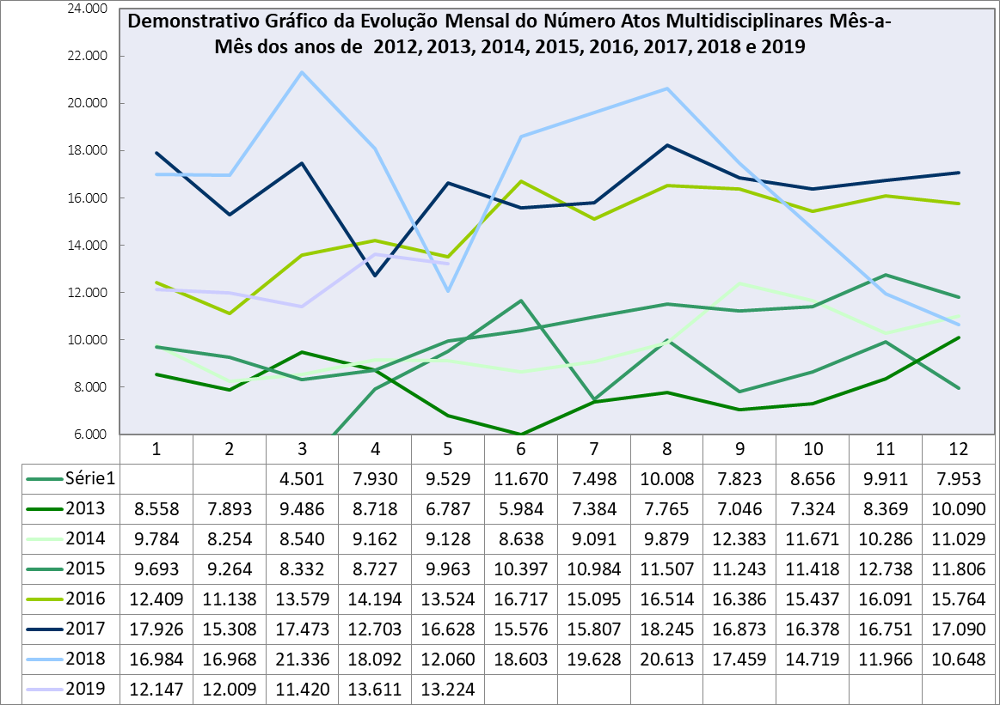 24.000
Demonstrativo Gráfico da Evolução Mensal do Número Atos Multidisciplinares Mês-a-
Mês dos anos de 2012, 2013, 2014, 2015, 2016, 2017, 2018 e 2019
22.000
20.000
18.000
16.000
14.000
12.000
10.000
8.000
6.000
1 2 3 4 5 6 7 8 9 10 11 12
Série1 4.501 7.930 9.529 11.670 7.498 10.008 7.823 8.656 9.911 7.953
2013 8.558 7.893 9.486 8.718 6.787 5.984 7.384 7.765 7.046 7.324 8.369 10.090
2014 9.784 8.254 8.540 9.162 9.128 8.638 9.091 9.879 12.383 11.671 10.286 11.029
2015 9.693 9.264 8.332 8.727 9.963 10.397 10.984 11.507 11.243 11.418 12.738 11.806
2016 12.409 11.138 13.579 14.194 13.524 16.717 15.095 16.514 16.386 15.437 16.091 15.764
2017 17.926 15.308 17.473 12.703 16.628 15.576 15.807 18.245 16.873 16.378 16.751 17.090
2018 16.984 16.968 21.336 18.092 12.060 18.603 19.628 20.613 17.459 14.719 11.966 10.648
2019 12.147 12.009 11.420 13.611 13.224